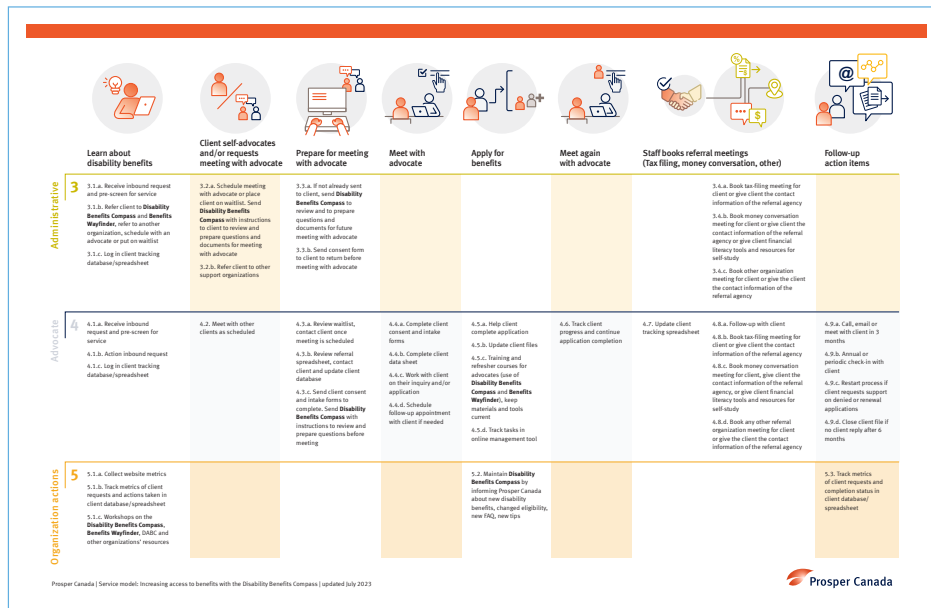 Learn about
disability benefits
Client self-advocates
and/or requests
meeting with advocate
Prepare for meeting
with advocate
Meet with
advocate
Apply for
benefits
Meet again
with advocate
Staff books referral meetings
(Tax filing, money conversation, other)
Follow-up
action items
Administrative
3
3.1.a. Receive inbound request
and pre-screen for service
3.1.b. Refer client to Disability
Benefits Compass and Benefits
Wayfinder, refer to another
organization, schedule with an
advocate or put on waitlist
3.1.c. Log in client tracking
database/spreadsheet
3.2.a. Schedule meeting
with advocate or place
client on waitlist. Send
Disability Benefits
Compass with instructions
to client to review and
prepare questions and
documents for meeting
with advocate
3.2.b. Refer client to other
support organizations
3.3.a. If not already sent
to client, send Disability
Benefits Compass to
review and to prepare
questions and
documents for future
meeting with advocate
3.3.b. Send consent form
to client to return before
meeting with advocate
3.4.a. Book tax-filing meeting for
client or give client the contact
information of the referral agency
3.4.b. Book money conversation
meeting for client or give client the
contact information of the referral
agency or give client financial
literacy tools and resources for
self-study
3.4.c. Book other organization
meeting for client or give the client
the contact information of the
referral agency
Advocate
4
4.1.a. Receive inbound
request and pre-screen for
service
4.1.b. Action inbound request
4.1.c. Log in client tracking
database/spreadsheet
4.2. Meet with other
clients as scheduled
4.3.a. Review waitlist,
contact client once
meeting is scheduled
4.3.b. Review referral
spreadsheet, contact
client and update client
database
4.3.c. Send client consent
and intake forms to
complete. Send Disability
Benefits Compass with
instructions to review and
prepare questions before
meeting
4.4.a. Complete client
consent and intake
forms
4.4.b. Complete client
data sheet
4.4.c. Work with client
on their inquiry and/or
application
4.4.d. Schedule
follow-up appointment
with client if needed
4.5.a. Help client
complete application
4.5.b. Update client files
4.5.c. Training and
refresher courses for
advocates (use of
Disability Benefits
Compass and Benefits
Wayfinder), keep
materials and tools
current
4.5.d. Track tasks in
online management tool
4.6. Track client
progress and continue
application completion
4.7. Update client
tracking spreadsheet
4.8.a. Follow-up with client
4.8.b. Book tax-filing meeting for
client or give client the contact
information of the referral agency
4.8.c. Book money conversation
meeting for client, give client the
contact information of the referral
agency, or give client financial
literacy tools and resources for
self-study
4.8.d. Book any other referral
organization meeting for client
or give the client the contact
information of the referral agency
4.9.a. Call, email or
meet with client in 3
months
4.9.b. Annual or
periodic check-in with
client
4.9.c. Restart process if
client requests support
on denied or renewal
applications
4.9.d. Close client file if
no client reply after 6
months
Organization actions
5
5.1.a. Collect website metrics
5.1.b. Track metrics of client
requests and actions taken in
client database/spreadsheet
5.1.c. Workshops on the
Disability Benefits Compass,
Benefits Wayfinder, DABC and
other organizations' resources
5.2. Maintain Disability
Benefits Compass by
informing Prosper Canada
about new disability
benefits, changed eligibility,
new FAQ, new tips
5.3. Track metrics
of client requests and
completion status in
client database/
spreadsheet
Prosper Canada | Service model: Increasing access to benefits with the Disability Benefits Compass | updated July 2023
Prosper Canada